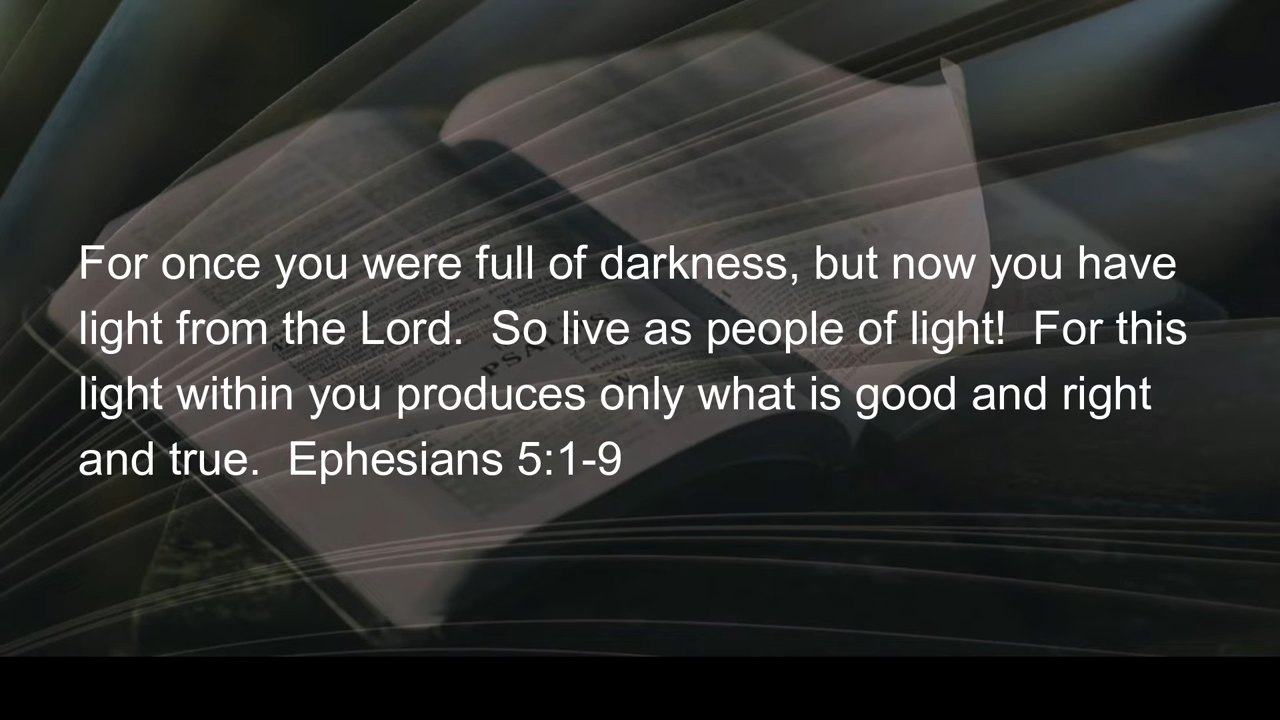 For once you were full of darkness, but now you have
light from the Lord.  So live as people of light!  For this
light within you produces only what is good and right
and true.  Ephesians 5:1-9
PSALMS